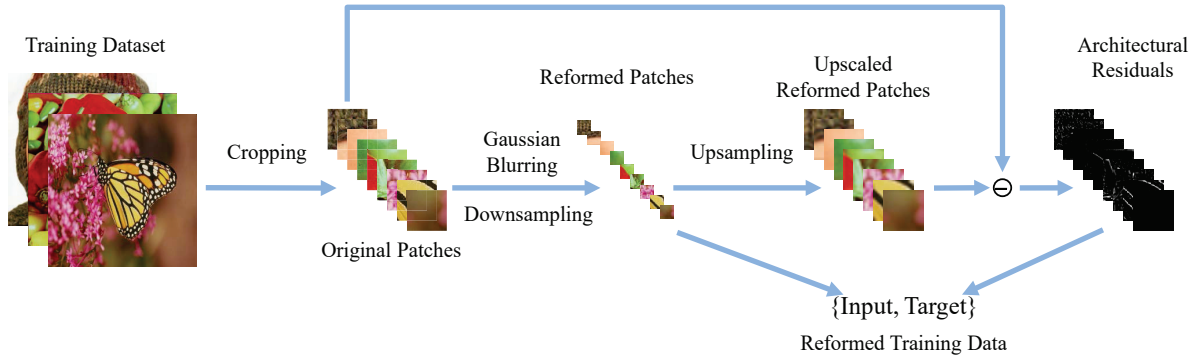 Training Dataset
Cropping
Original Patches
Gaussian
Blurring
Downsampling
Reformed Patches
Upsampling
Upscaled
Reformed Patches
Architectural
Residuals
{Input, Target}
Reformed Training Data